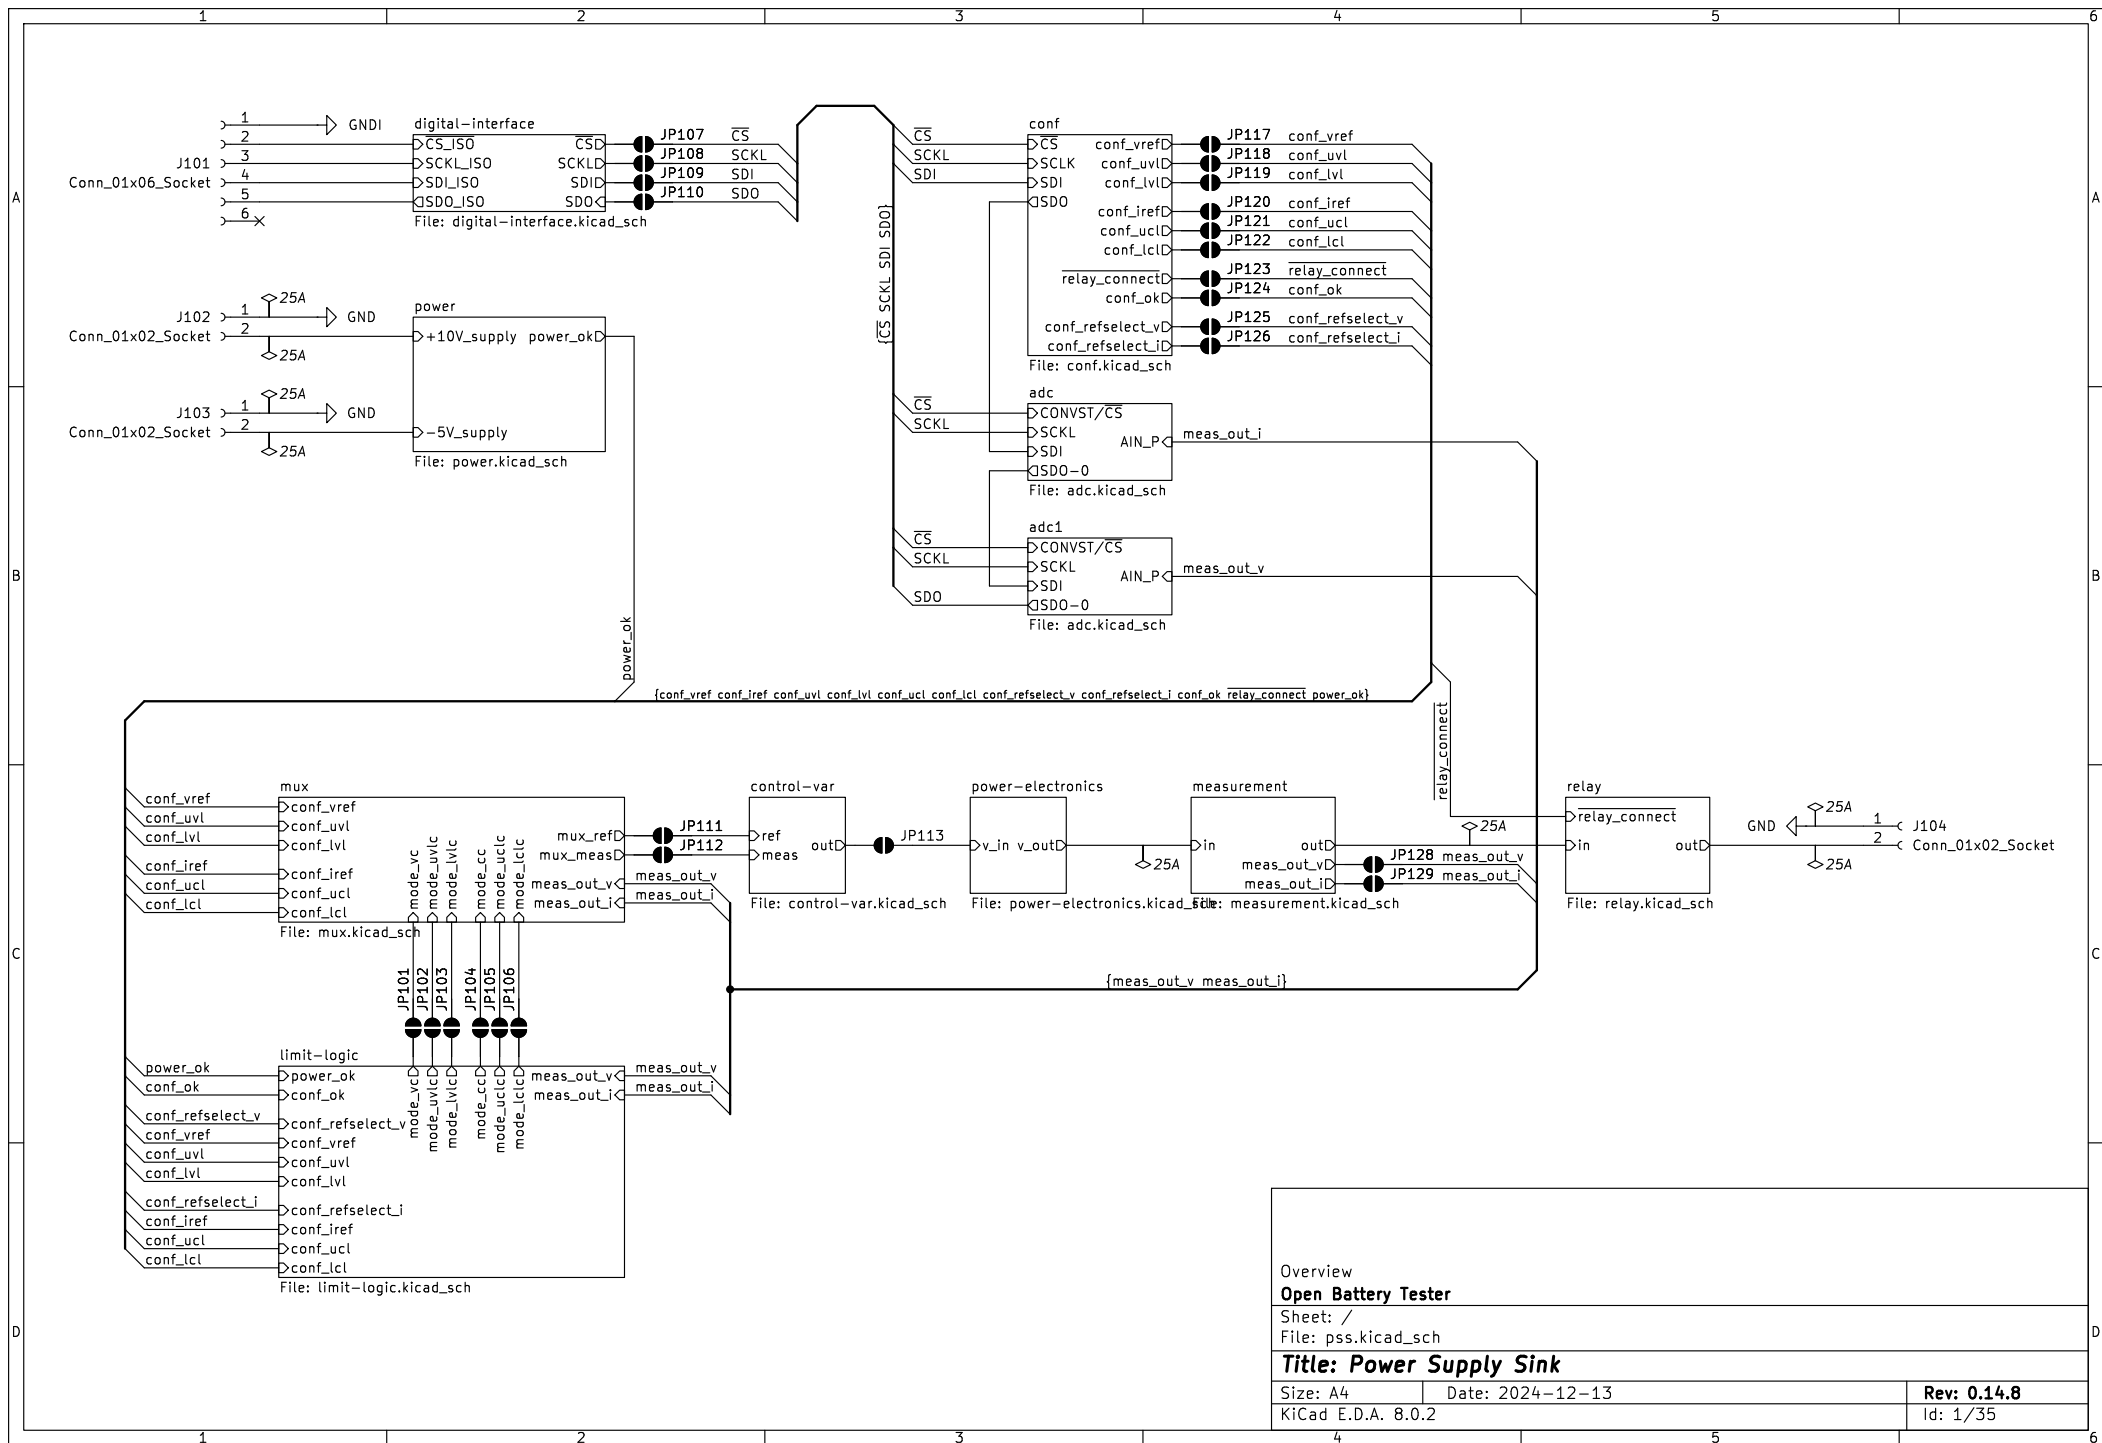 1 2 3 4 5 6
A A
B B
C C
D D
1 GNDI
2
3
4
5
6
J101
Conn_01x06_Socket
digital-interface
CS_ISO CS
SCKL_ISO SCKL
SDI_ISO SDI
SDO_ISO SDO
File: digital-interface.kicad_sch
JP107 CS
JP108 SCKL
JP109 SDI
JP110 SDO
{CS SCKL SDI SDO}
CS
SCKL
SDI
conf
CS conf_vref
SCLK conf_uvl
SDI conf_lvl
SDO
conf_iref
conf_ucl
conf_lcl
relay_connect
conf_ok
conf_refselect_v
conf_refselect_i
File: conf.kicad_sch
JP117 conf_vref
JP118 conf_uvl
JP119 conf_lvl
JP120 conf_iref
JP121 conf_ucl
JP122 conf_lcl
JP123 relay_connect
JP124 conf_ok
JP125 conf_refselect_v
JP126 conf_refselect_i
25A
J102 1 GND
Conn_01x02_Socket 2
25A
25A
J103 1 GND
Conn_01x02_Socket 2
25A
power
+10V_supply power_ok
-5V_supply
File: power.kicad_sch
power_ok
CS
SCKL
adc
CONVST/CS
SCKL
SDI
SDO-0
AIN_P
File: adc.kicad_sch
meas_out_i
CS
SCKL
SDO
adc1
CONVST/CS
SCKL
SDI
SDO-0
AIN_P
File: adc.kicad_sch
meas_out_v
{conf_vref conf_iref conf_uvl conf_lvl conf_ucl conf_lcl conf_refselect_v conf_refselect_i conf_ok relay_connect power_ok}
relay_connect
conf_vref
conf_uvl
conf_lvl
conf_iref
conf_ucl
conf_lcl
mux
conf_vref
conf_uvl
conf_lvl
conf_iref
conf_ucl
conf_lcl
mode_vc
mode_uvlc
mode_lvlc
mode_cc
mode_uclc
mode_lclc
mux_ref
mux_meas
meas_out_v
meas_out_i
File: mux.kicad_sch
JP111
JP112
meas_out_v
meas_out_i
control-var
ref
meas
out
File: control-var.kicad_sch
JP113
power-electronics
v_in v_out
File: power-electronics.kicad_sch
25A
measurement
in
out
meas_out_v
meas_out_i
File: measurement.kicad_sch
25A
JP128 meas_out_v
JP129 meas_out_i
relay
relay_connect
in
out
File: relay.kicad_sch
25A
GND 1 J104
2 Conn_01x02_Socket
25A
{meas_out_v meas_out_i}
JP101
JP102
JP103
JP104
JP105
JP106
power_ok
conf_ok
conf_refselect_v
conf_vref
conf_uvl
conf_lvl
conf_refselect_i
conf_iref
conf_ucl
conf_lcl
limit-logic
power_ok
conf_ok
conf_refselect_v
conf_vref
conf_uvl
conf_lvl
conf_refselect_i
conf_iref
conf_ucl
conf_lcl
mode_vc
mode_uvlc
mode_lvlc
mode_cc
mode_uclc
mode_lclc
meas_out_v
meas_out_i
File: limit-logic.kicad_sch
meas_out_v
meas_out_i
Overview
Open Battery Tester
Sheet: /
File: pss.kicad_sch
Title: Power Supply Sink
Size: A4 Date: 2024-12-13 Rev: 0.14.8
KiCad E.D.A. 8.0.2 Id: 1/35
1 2 3 4 5 6